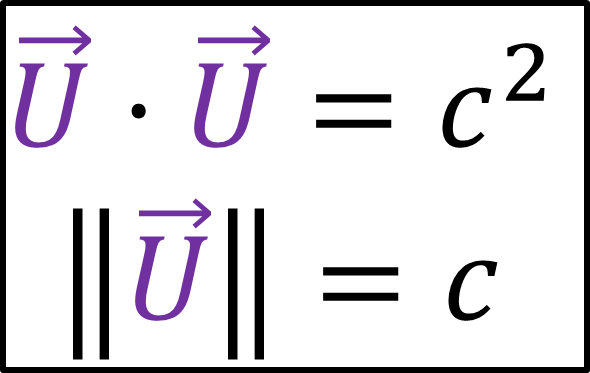 U⃗ · U⃗ = c²
‖U⃗‖ = c